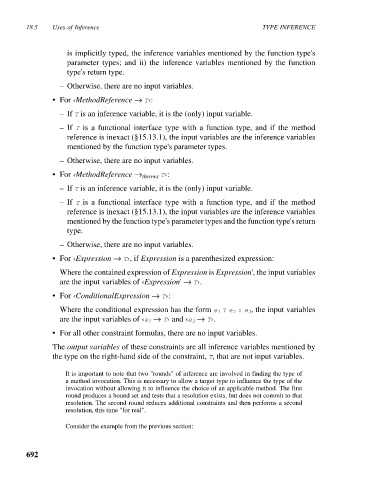 18.5 Uses of Inference TYPE INFERENCE
is implicitly typed, the inference variables mentioned by the function type's
parameter types; and ii) the inference variables mentioned by the function
type's return type.
– Otherwise, there are no input variables.
• For ‹MethodReference → T›:
– If T is an inference variable, it is the (only) input variable.
– If T is a functional interface type with a function type, and if the method
reference is inexact (§15.13.1), the input variables are the inference variables
mentioned by the function type's parameter types.
– Otherwise, there are no input variables.
• For ‹MethodReference →throws T›:
– If T is an inference variable, it is the (only) input variable.
– If T is a functional interface type with a function type, and if the method
reference is inexact (§15.13.1), the input variables are the inference variables
mentioned by the function type's parameter types and the function type's return
type.
– Otherwise, there are no input variables.
• For ‹Expression → T›, if Expression is a parenthesized expression:
Where the contained expression of Expression is Expression', the input variables
are the input variables of ‹Expression' → T›.
• For ‹ConditionalExpression → T›:
Where the conditional expression has the form e1 ? e2 : e3, the input variables
are the input variables of ‹e2 → T› and ‹e3 → T›.
• For all other constraint formulas, there are no input variables.
The output variables of these constraints are all inference variables mentioned by
the type on the right-hand side of the constraint, T, that are not input variables.
It is important to note that two "rounds" of inference are involved in finding the type of
a method invocation. This is necessary to allow a target type to influence the type of the
invocation without allowing it to influence the choice of an applicable method. The first
round produces a bound set and tests that a resolution exists, but does not commit to that
resolution. The second round reduces additional constraints and then performs a second
resolution, this time "for real".
Consider the example from the previous section:
692